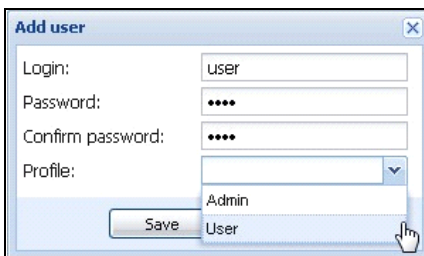 Add user
Login: user
Password: ••••
Confirm password: ••••
Profile:
Admin
Save User